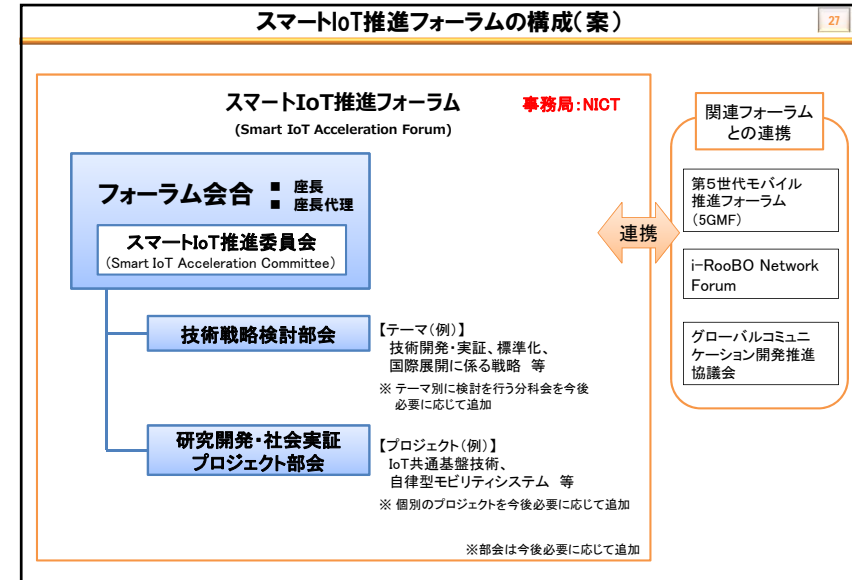 スマートIoT推進フォーラムの構成（案）
27
スマートIoT推進フォーラム
(Smart IoT Acceleration Forum)
事務局：NICT
フォーラム会合
■ 座長
■ 座長代理
スマートIoT推進委員会
（Smart IoT Acceleration Committee）
技術戦略検討部会
【テーマ（例）】
技術開発・実証、標準化、
国際展開に係る戦略 等
※ テーマ別に検討を行う分科会を今後
必要に応じて追加
研究開発・社会実証
プロジェクト部会
【プロジェクト（例）】
IoT共通基盤技術、
自律型モビリティシステム 等
※ 個別のプロジェクトを今後必要に応じて追加
※部会は今後必要に応じて追加
連携
関連フォーラム
との連携
第５世代モバイル
推進フォーラム
（5GMF）
i-RooBO Network
Forum
グローバルコミュニ
ケーション開発推進
協議会